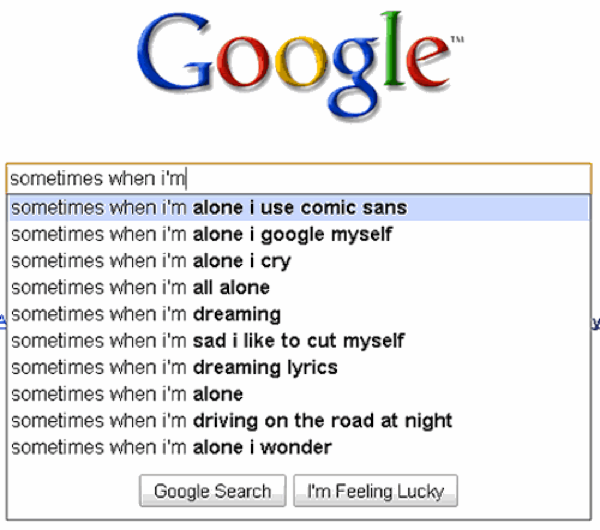 Google™
sometimes when i'm
sometimes when i'm alone i use comic sans
sometimes when i'm alone i google myself
sometimes when i'm alone i cry
sometimes when i'm all alone
sometimes when i'm dreaming
sometimes when i'm sad i like to cut myself
sometimes when i'm dreaming lyrics
sometimes when i'm alone
sometimes when i'm driving on the road at night
sometimes when i'm alone i wonder
Google Search I'm Feeling Lucky